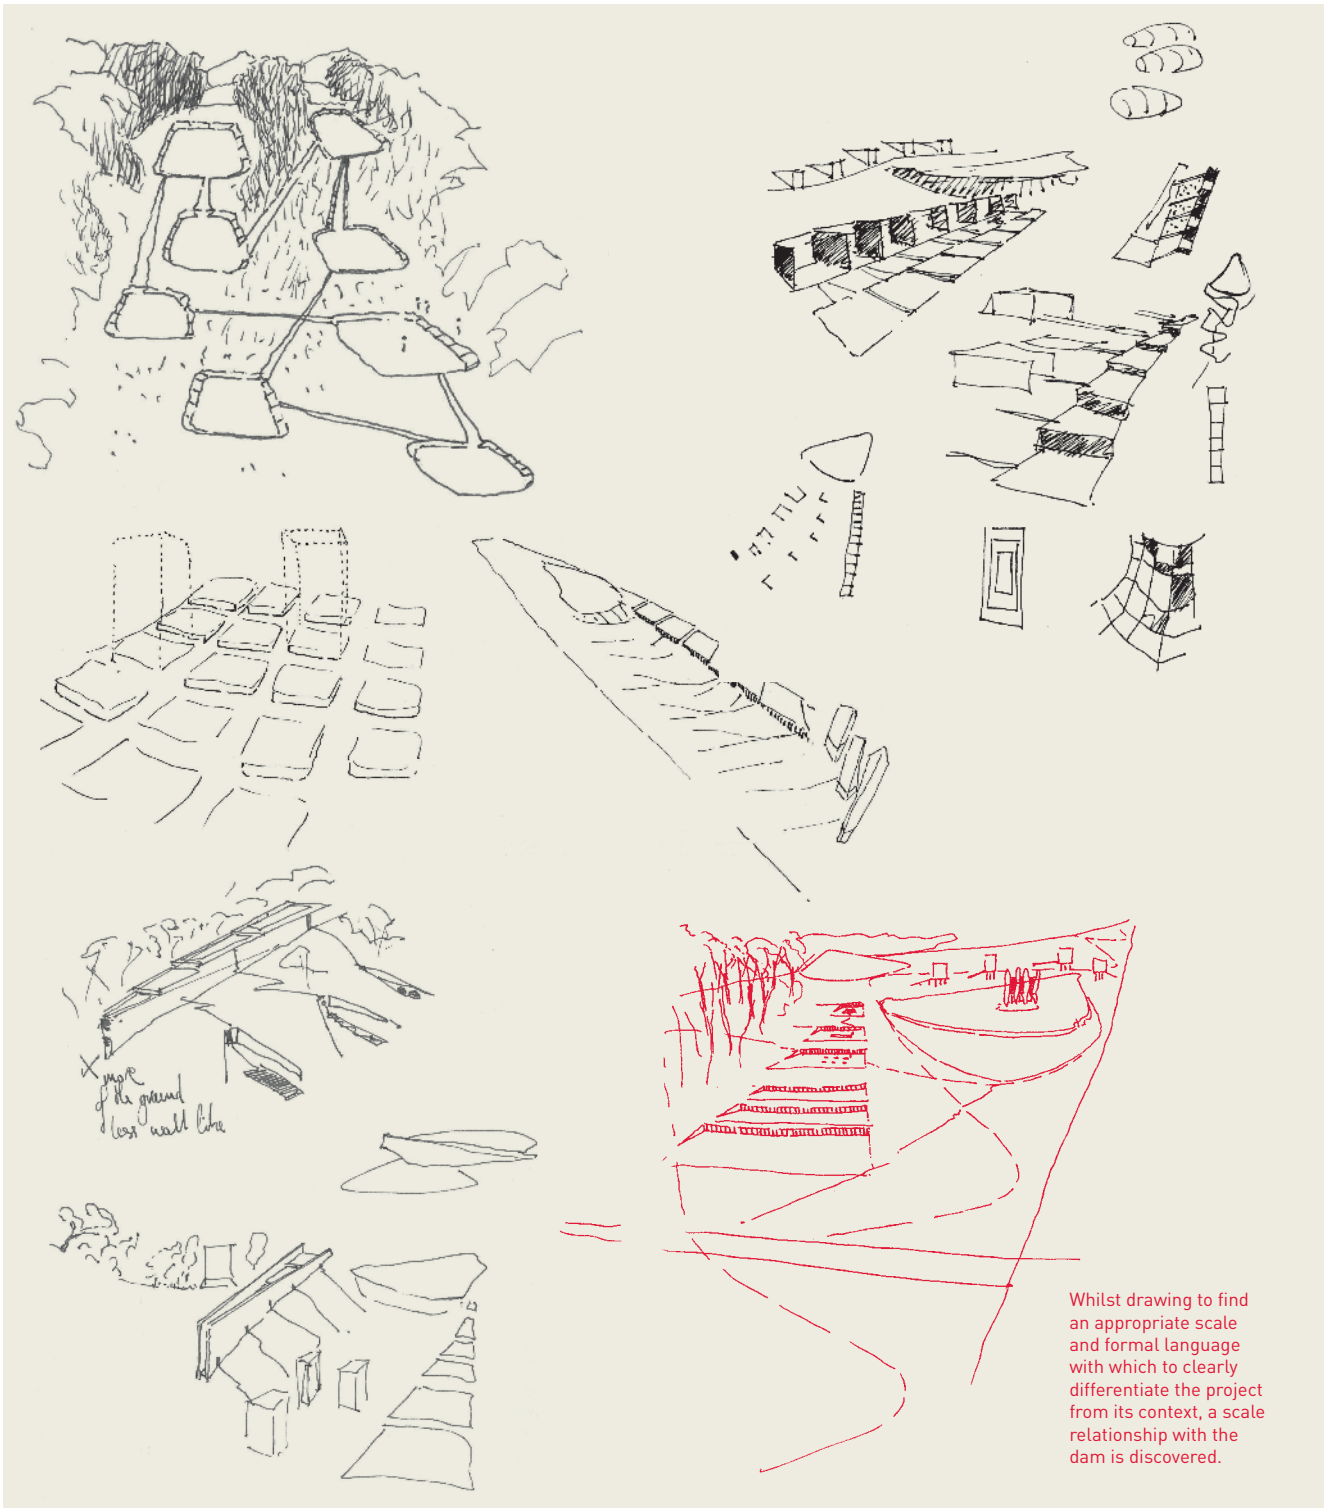 more
of the ground
less wall like
Whilst drawing to find
an appropriate scale
and formal language
with which to clearly
differentiate the project
from its context, a scale
relationship with the
dam is discovered.